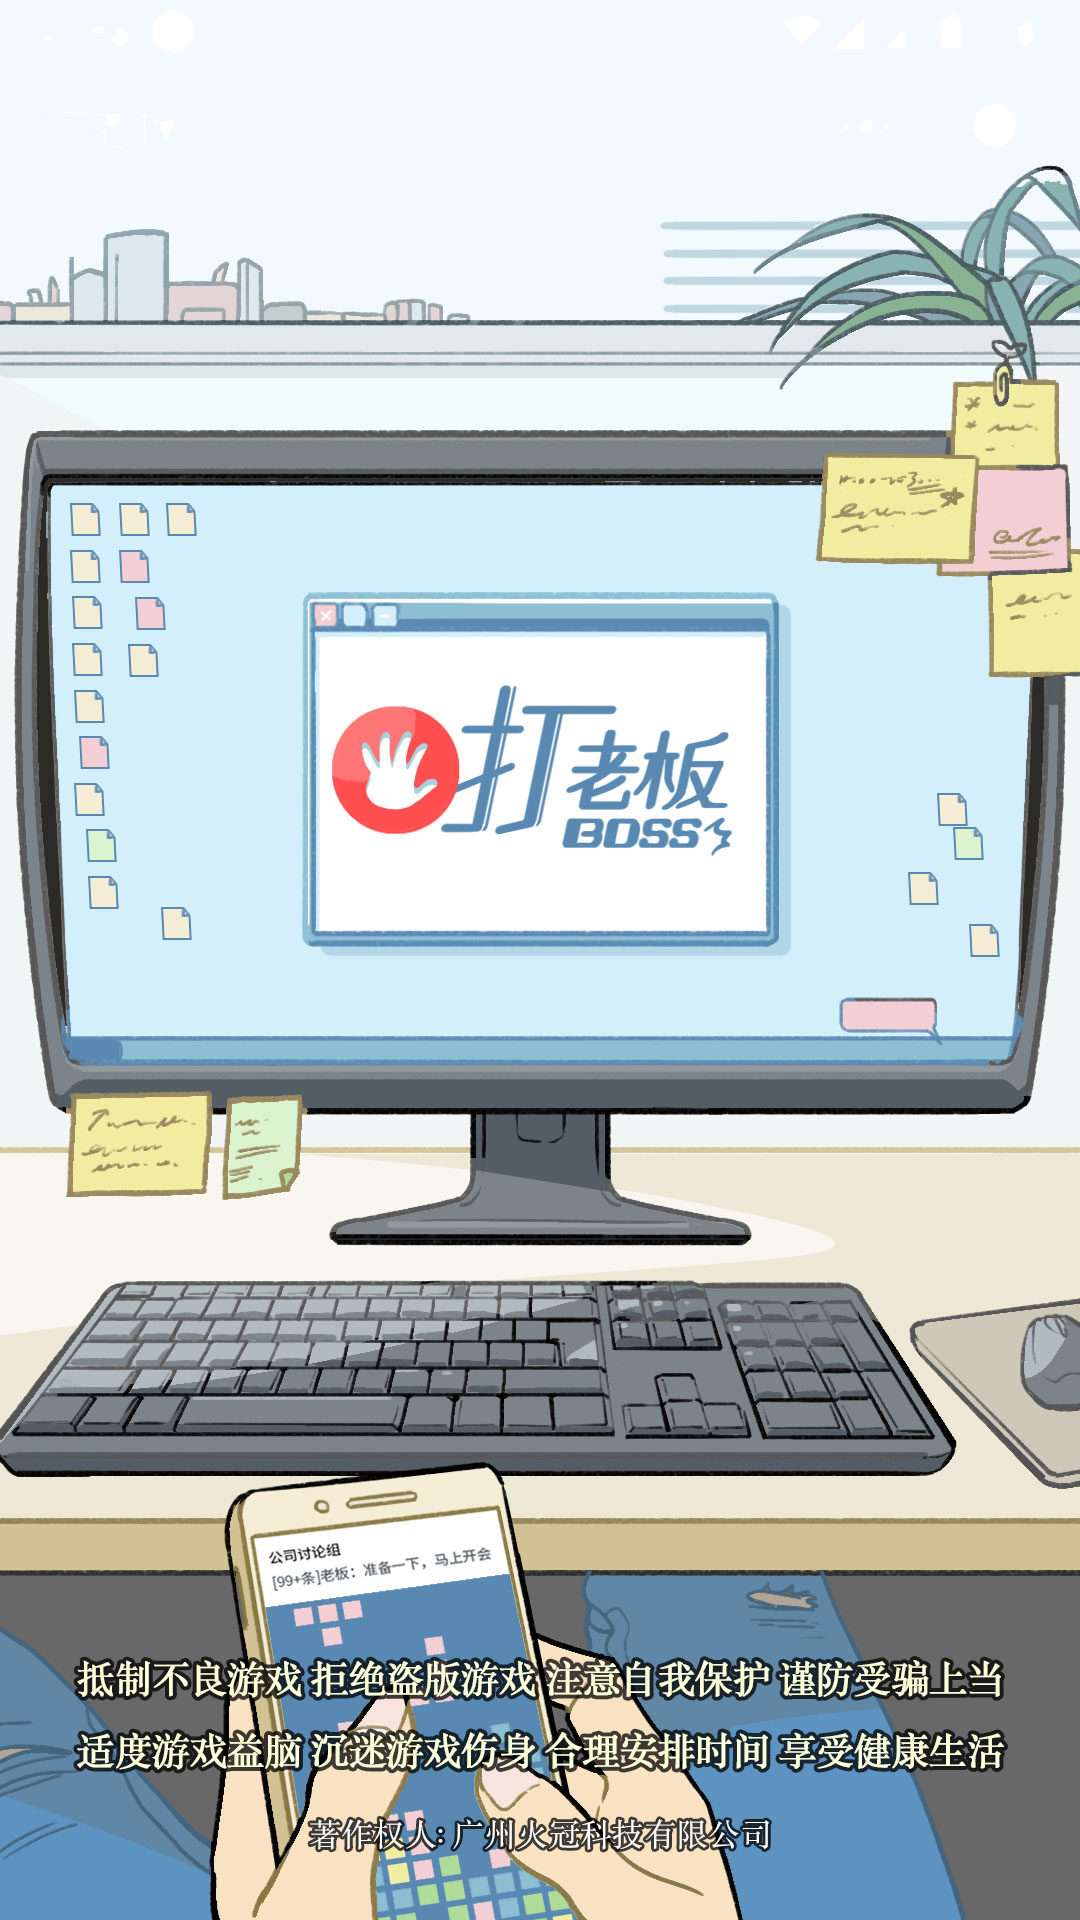 打老板
打老板
BOSS
公司讨论组
[99+条]老板：准备一下，马上开会
抵制不良游戏 拒绝盗版游戏 注意自我保护 谨防受骗上当
适度游戏益脑 沉迷游戏伤身 合理安排时间 享受健康生活
著作权人：广州火冠科技有限公司